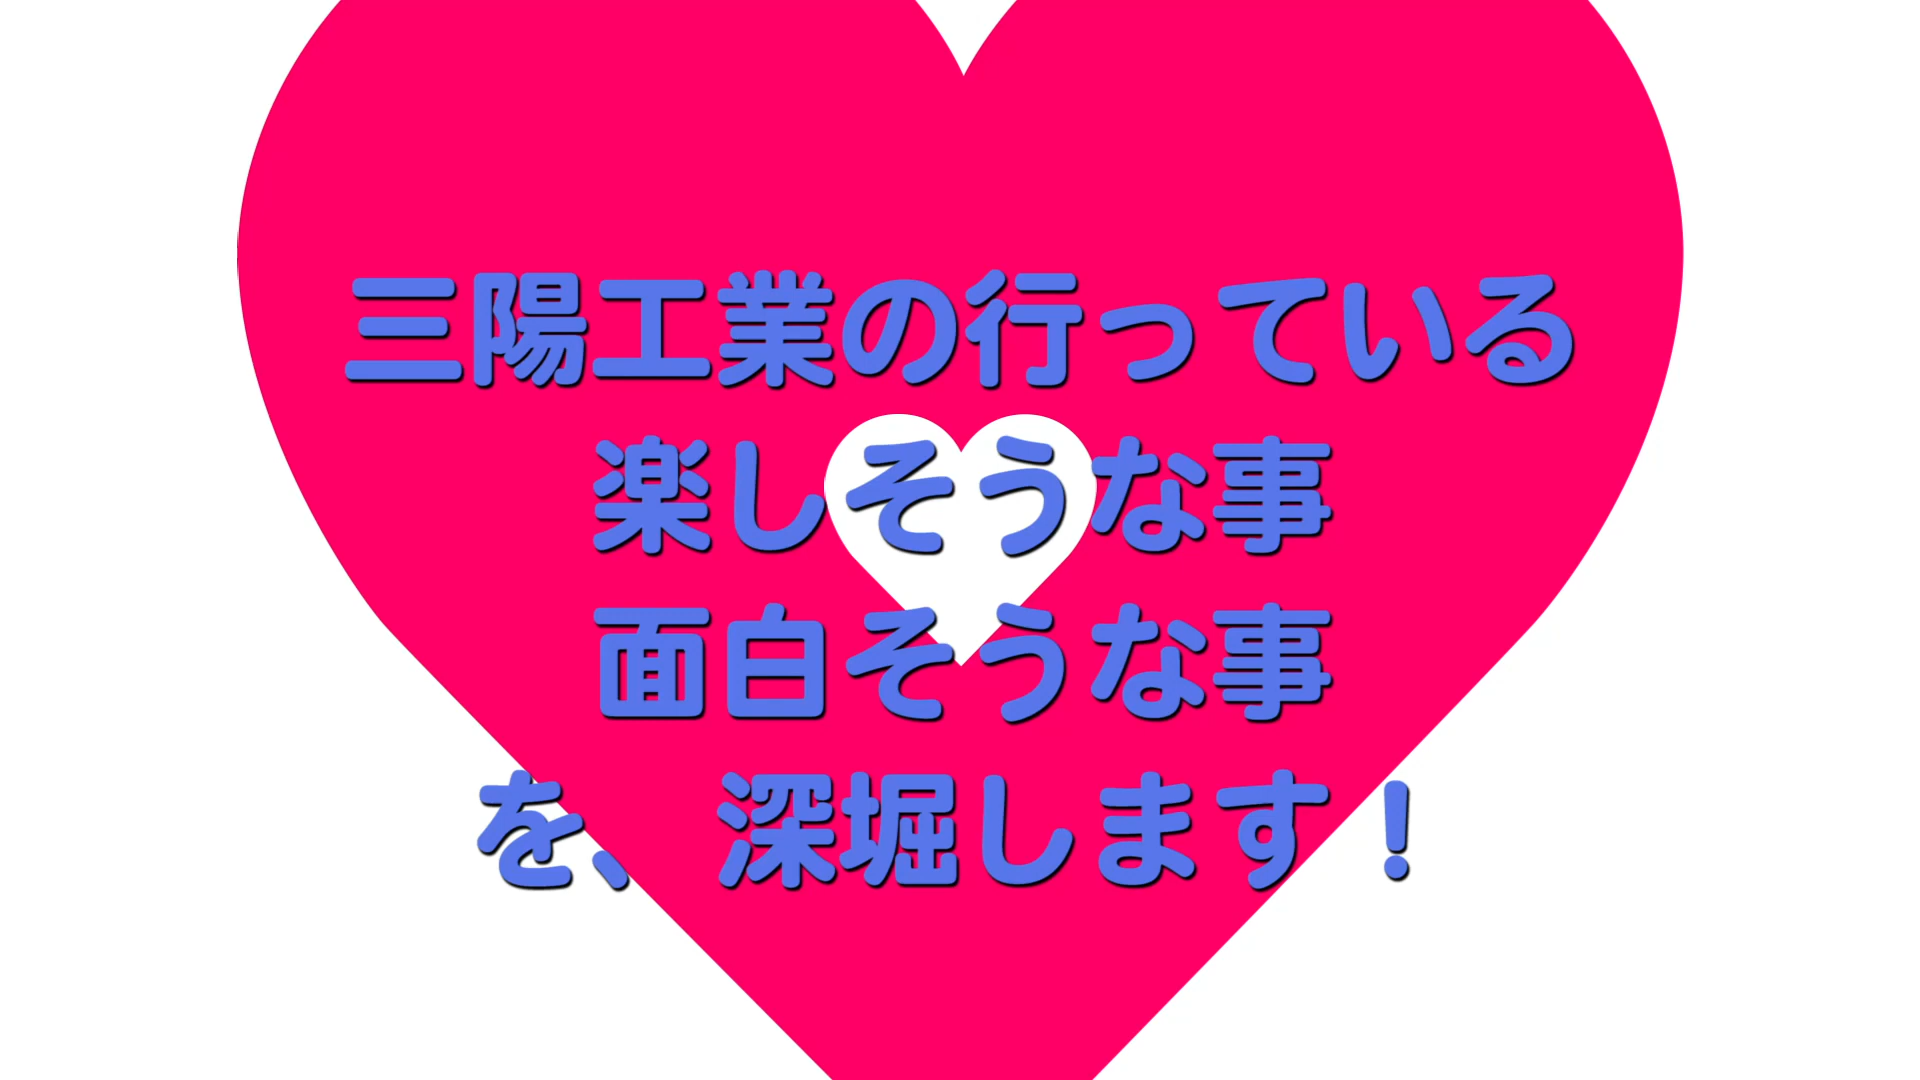 三陽工業の行っている
楽しそうな事
面白そうな事
を、深堀します！